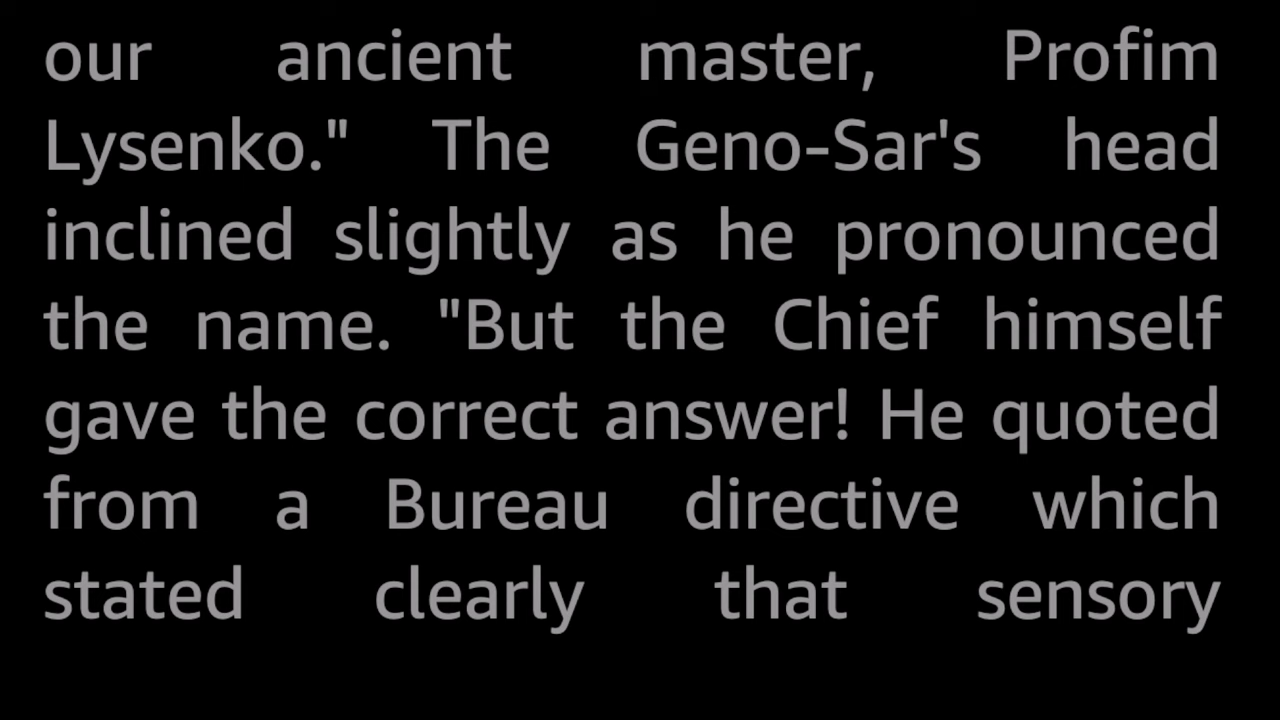 our ancient master, Profim
Lysenko." The Geno-Sar's head
inclined slightly as he pronounced
the name. "But the Chief himself
gave the correct answer! He quoted
from a Bureau directive which
stated clearly that sensory